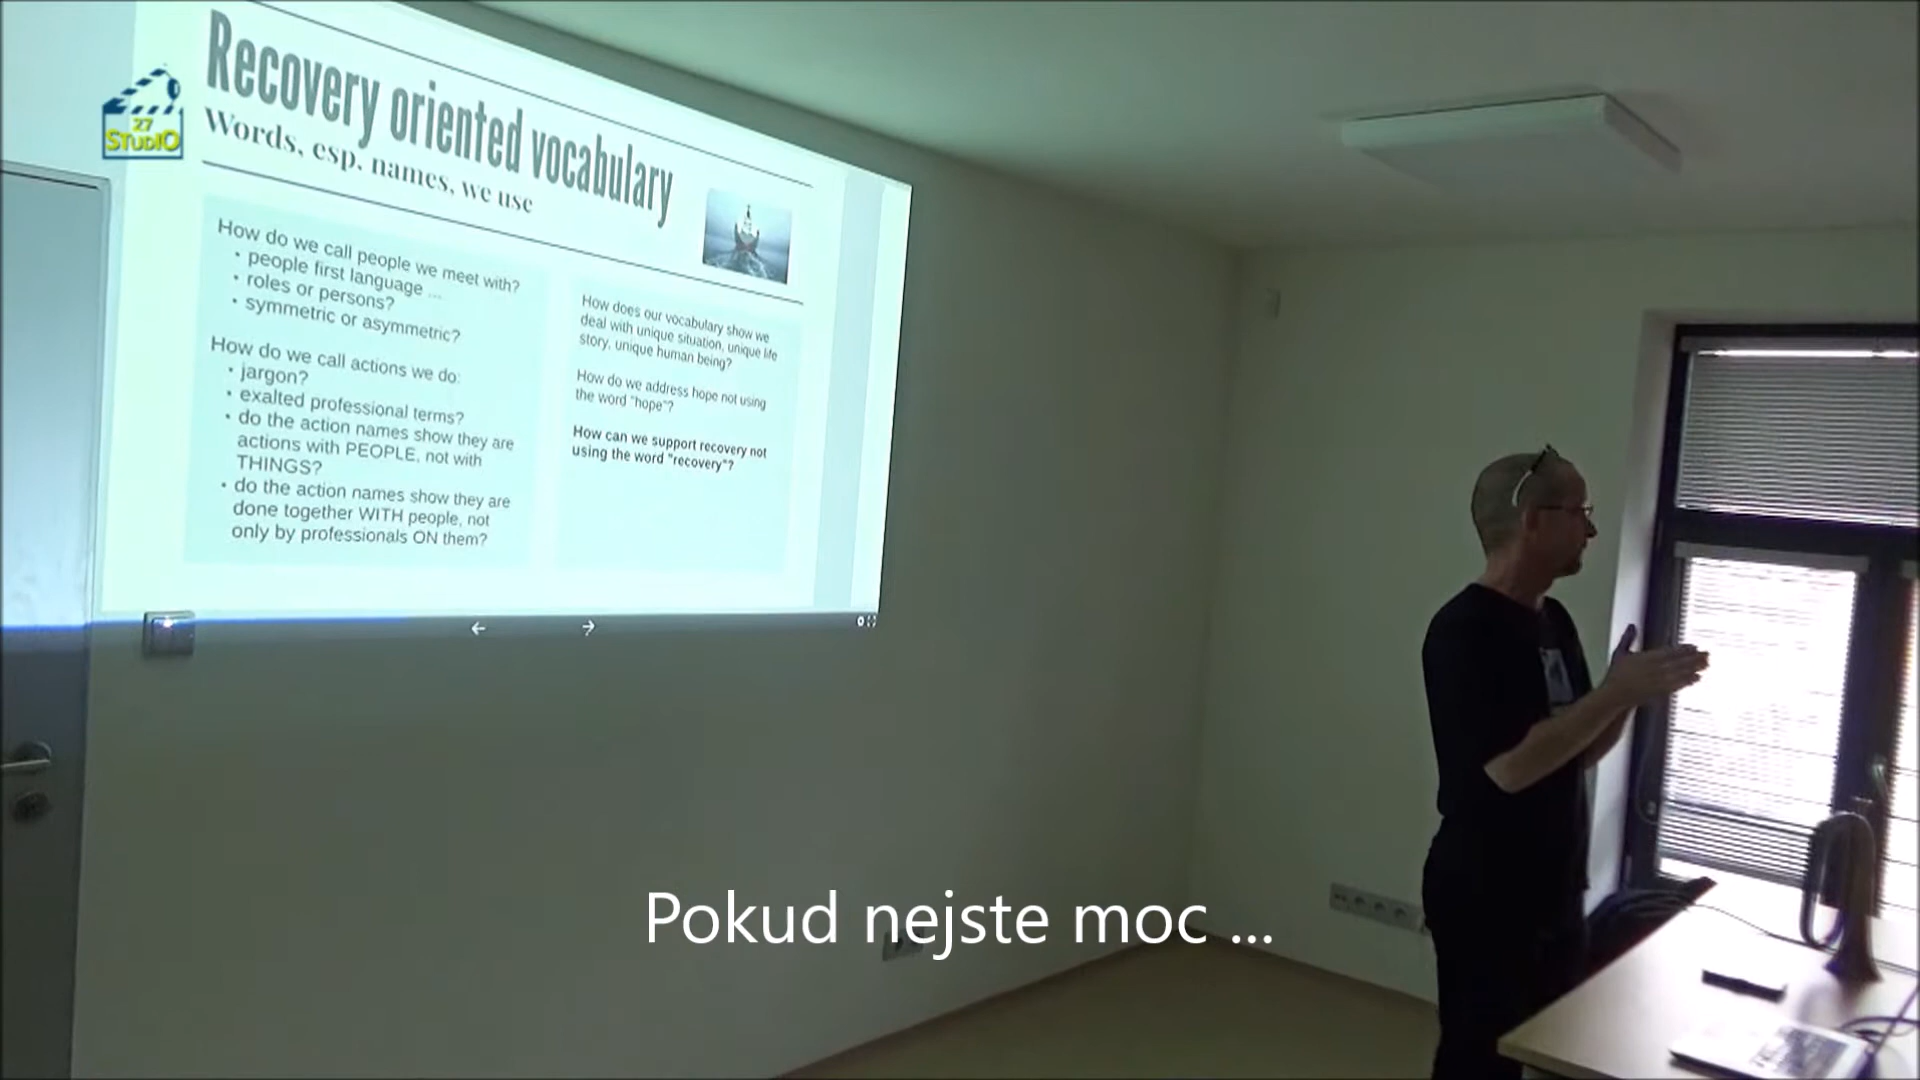 27
STUDIO
Recovery oriented vocabulary
Words, esp. names, we use
How do we call people we meet with?
• people first language ...
• roles or persons?
• symmetric or asymmetric?
How do we call actions we do:
• jargon?
• exalted professional terms?
• do the action names show they are
actions with PEOPLE, not with
THINGS?
• do the action names show they are
done together WITH people, not
only by professionals ON them?
How does our vocabulary show we
deal with unique situation, unique life
story, unique human being?
How do we address hope not using
the word "hope"?
How can we support recovery not
using the word "recovery"?
Pokud nejste moc ...